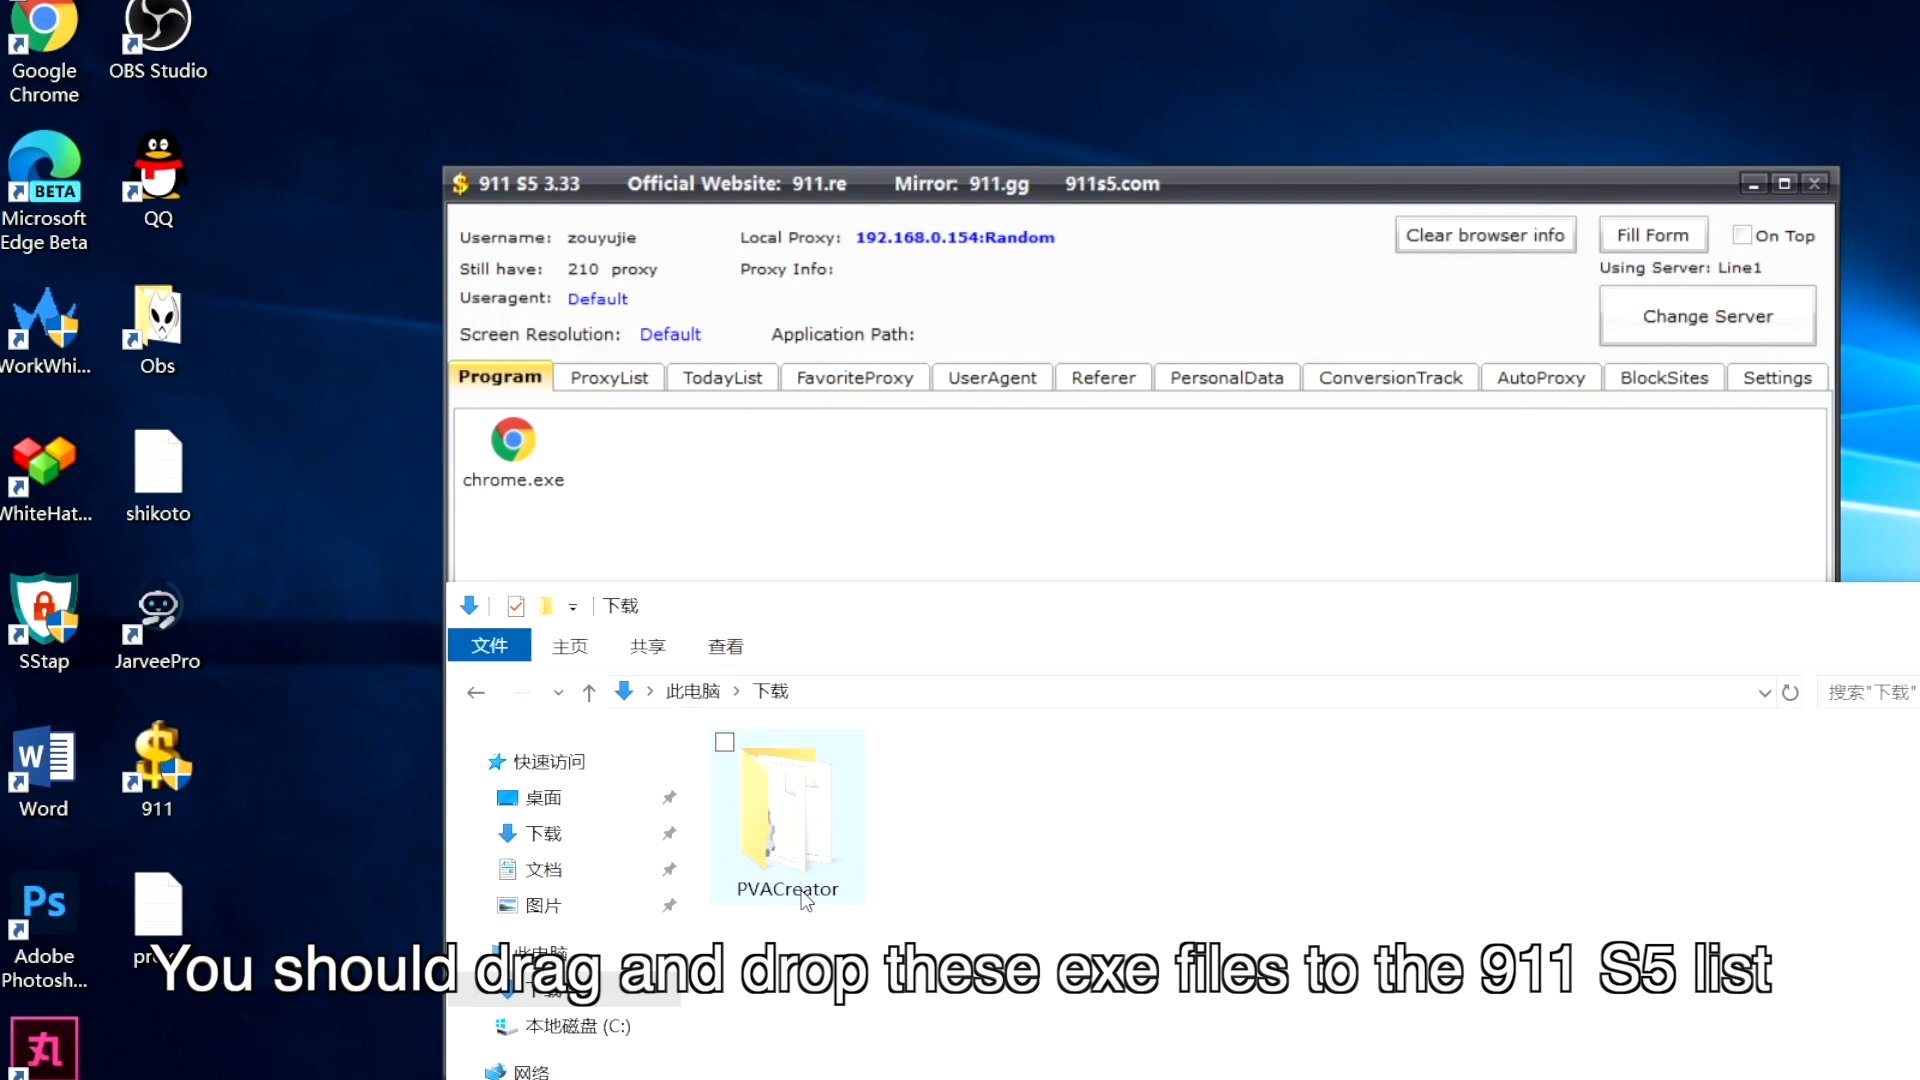 Google
Chrome
OBS Studio
Microsoft
Edge Beta
BETA
QQ
WorkWhi...
Obs
WhiteHat...
shikoto
SStap
JarveePro
W
Word
911
Ps
Adobe
Photosh...
丸
911 S5 3.33 Official Website: 911.re Mirror: 911.gg 911s5.com
Username: zouyujie Local Proxy: 192.168.0.154:Random Clear browser info Fill Form On Top
Still have: 210 proxy Proxy Info: Using Server: Line1
Useragent: Default
Screen Resolution: Default Application Path: Change Server
Program ProxyList TodayList FavoriteProxy UserAgent Referer PersonalData ConversionTrack AutoProxy BlockSites Settings
chrome.exe
下载
文件 主页 共享 查看
此电脑 下载 搜索"下载"
快速访问
桌面
下载
文档
图片
PVACreator
此电脑
下载
本地磁盘 (C:)
网络
You should drag and drop these exe files to the 911 S5 list